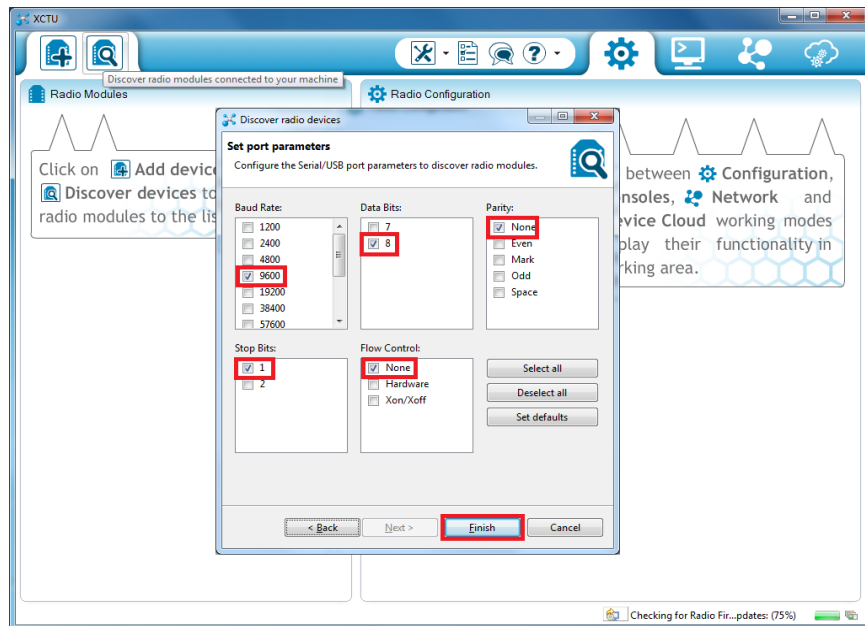 XCTU
Discover radio modules connected to your machine
Radio Modules
Radio Configuration
Click on Add device
Discover devices to
radio modules to the lis
between Configuration,
nsoles, Network and
evice Cloud working modes
play their functionality in
rking area.
Discover radio devices
Set port parameters
Configure the Serial/USB port parameters to discover radio modules.
Baud Rate:
1200
2400
4800
9600
19200
38400
57600
Data Bits:
7
8
Parity:
None
Even
Mark
Odd
Space
Stop Bits:
1
2
Flow Control:
None
Hardware
Xon/Xoff
Select all
Deselect all
Set defaults
< Back
Next >
Finish
Cancel
Checking for Radio Fir...pdates: (75%)